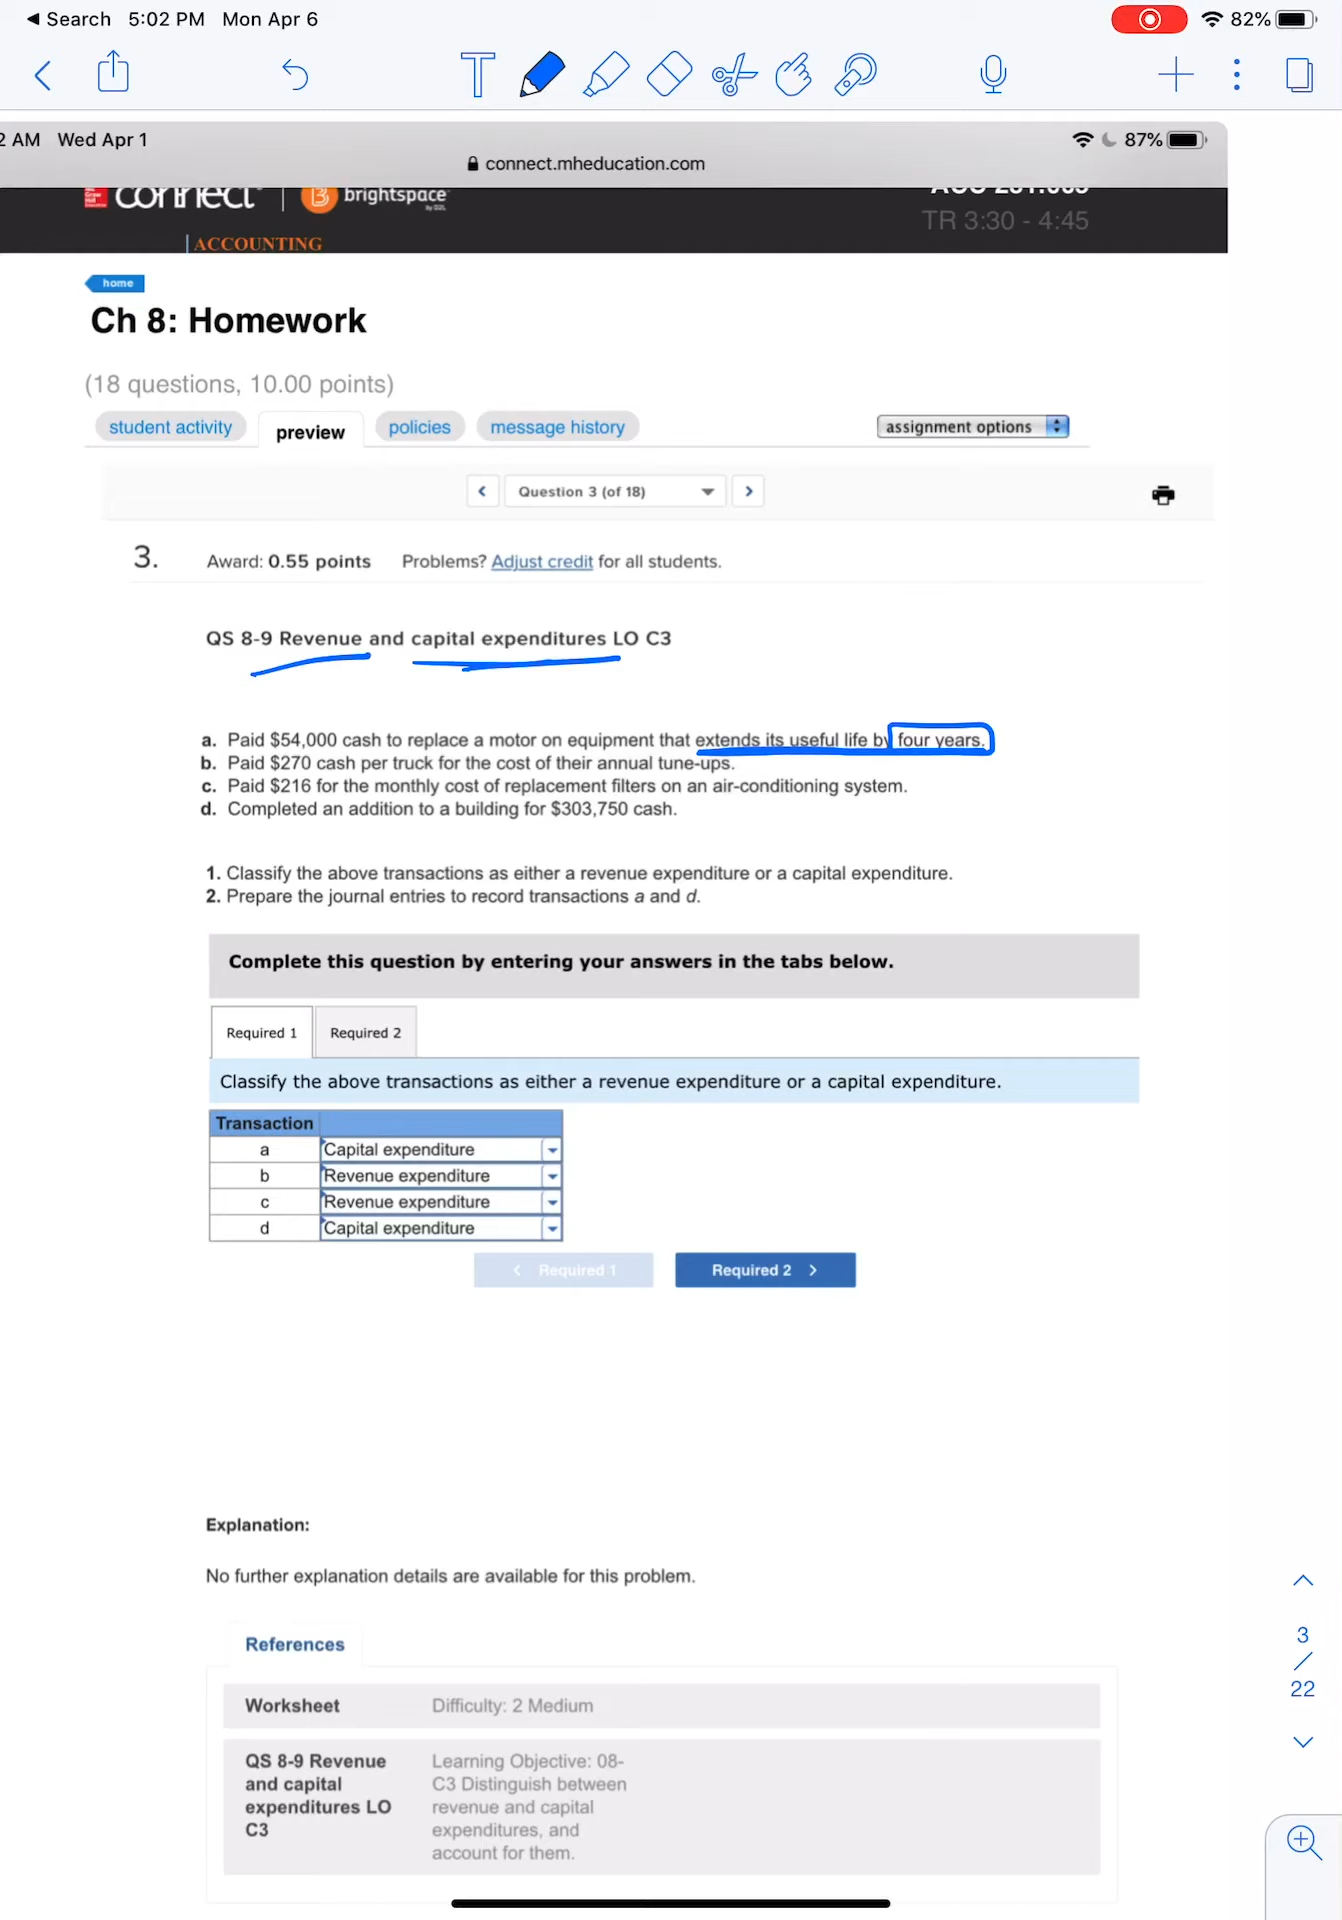 ◀ Search 5:02 PM Mon Apr 6 82%
T
2 AM Wed Apr 1 87%
connect.mheducation.com
connect | B brightspace
TR 3:30 - 4:45
ACCOUNTING
home
Ch 8: Homework
(18 questions, 10.00 points)
student activity preview policies message history assignment options
Question 3 (of 18)
3. Award: 0.55 points Problems? Adjust credit for all students.
QS 8-9 Revenue and capital expenditures LO C3
a. Paid $54,000 cash to replace a motor on equipment that extends its useful life by four years.
b. Paid $270 cash per truck for the cost of their annual tune-ups.
c. Paid $216 for the monthly cost of replacement filters on an air-conditioning system.
d. Completed an addition to a building for $303,750 cash.
1. Classify the above transactions as either a revenue expenditure or a capital expenditure.
2. Prepare the journal entries to record transactions a and d.
Complete this question by entering your answers in the tabs below.
Required 1 Required 2
Classify the above transactions as either a revenue expenditure or a capital expenditure.
Transaction
a Capital expenditure
b Revenue expenditure
c Revenue expenditure
d Capital expenditure
< Required 1 Required 2 >
Explanation:
No further explanation details are available for this problem.
3
/
22
References
Worksheet Difficulty: 2 Medium
QS 8-9 Revenue Learning Objective: 08-
and capital C3 Distinguish between
expenditures LO revenue and capital
C3 expenditures, and
account for them.